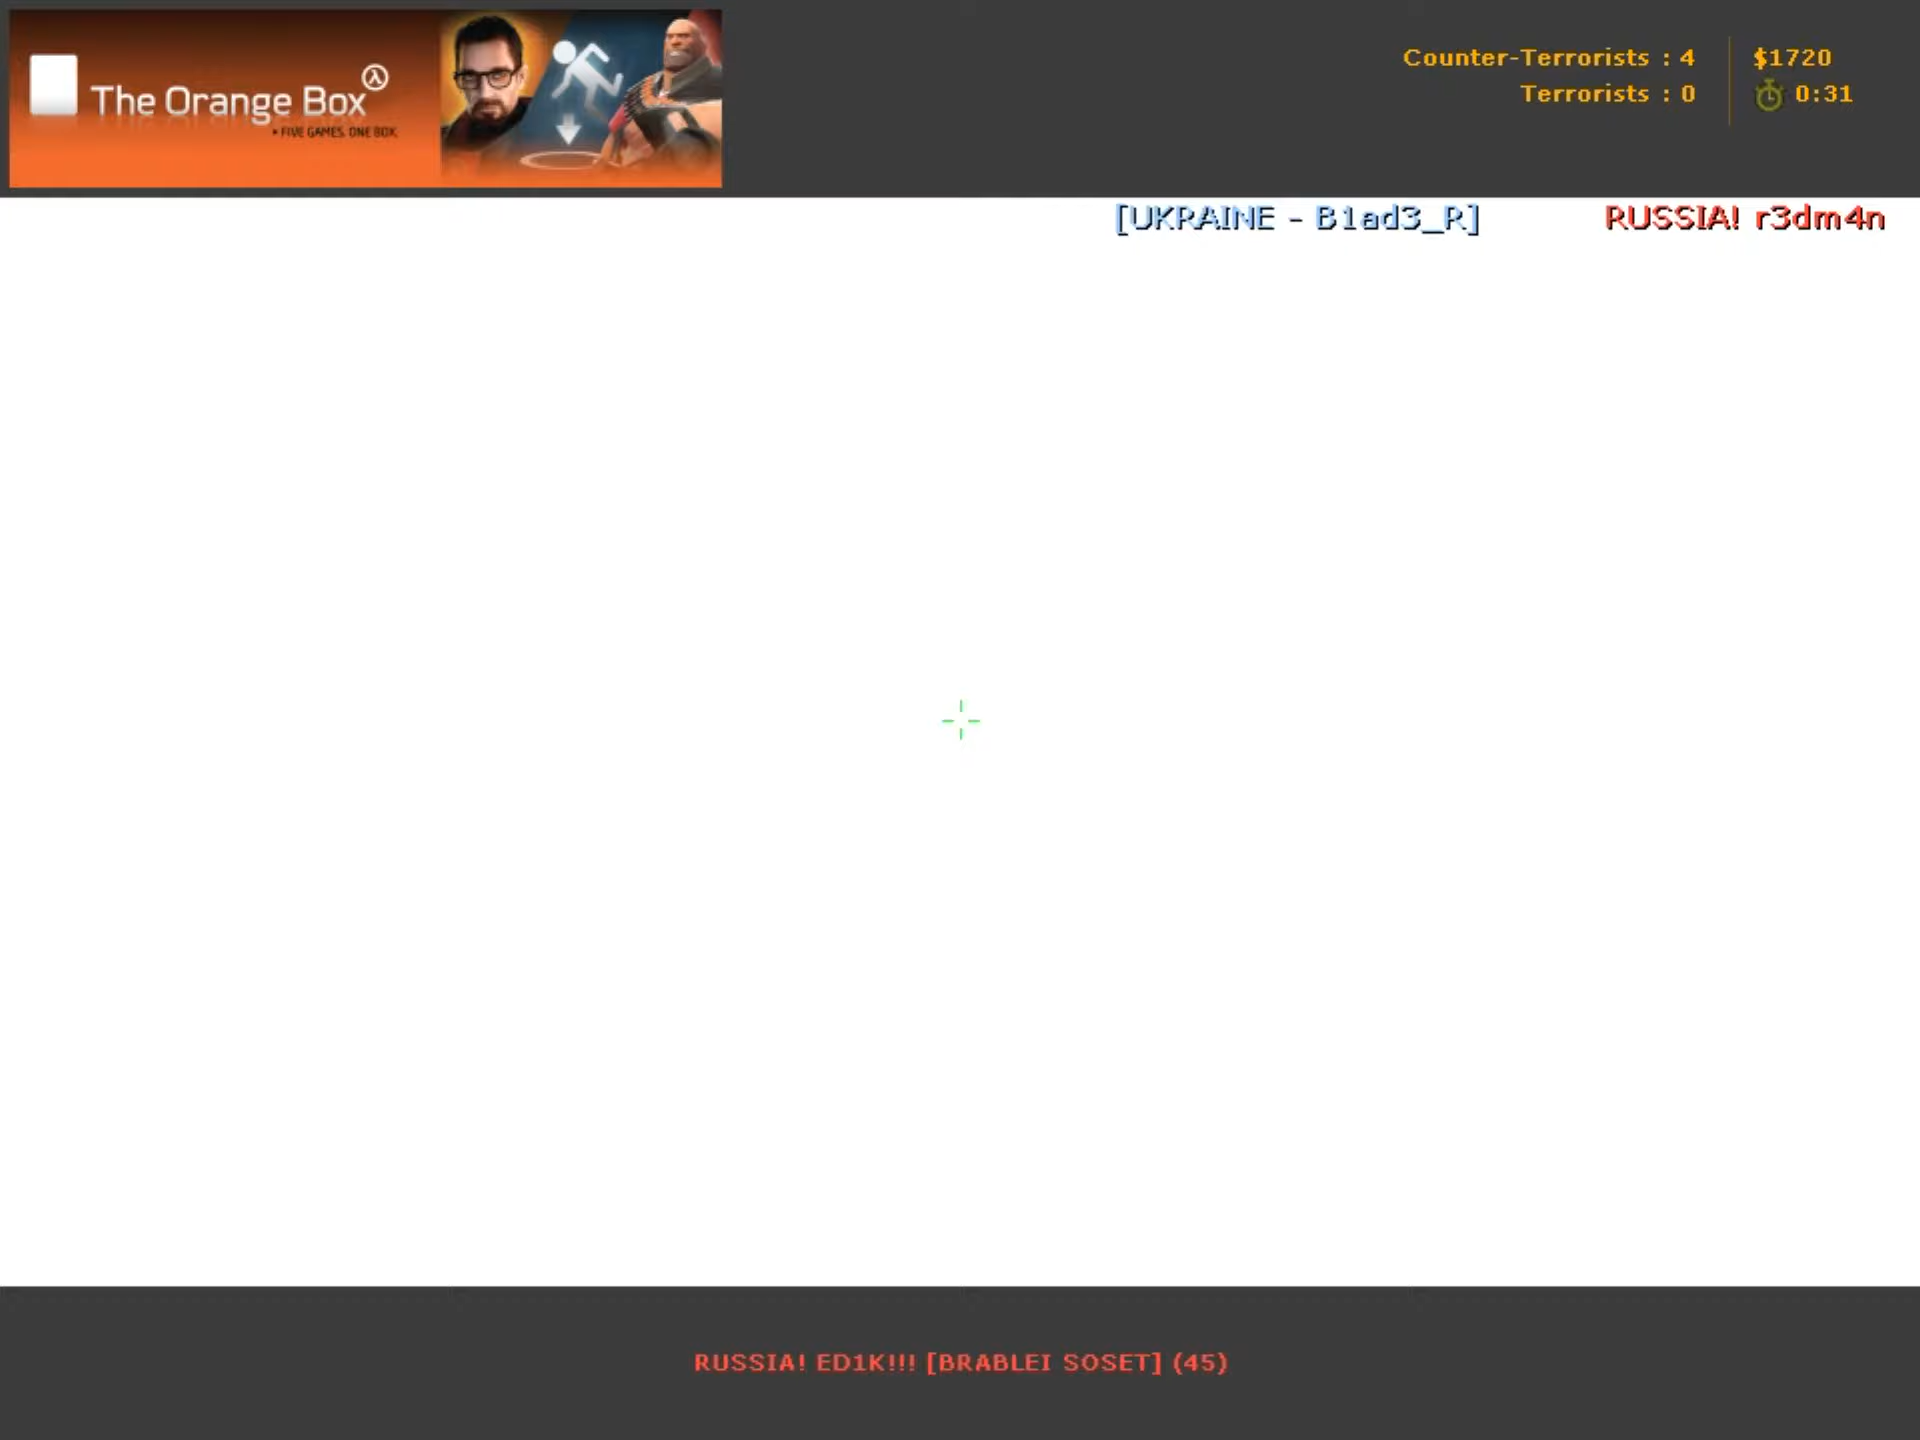 The Orange Box
FIVE GAMES. ONE BOX.
Counter-Terrorists : 4
$1720
Terrorists : 0
0:31
[UKRAINE - B1ad3_R]
RUSSIA! r3dm4n
RUSSIA! ED1K!!! [BRABLEI SOSET] (45)